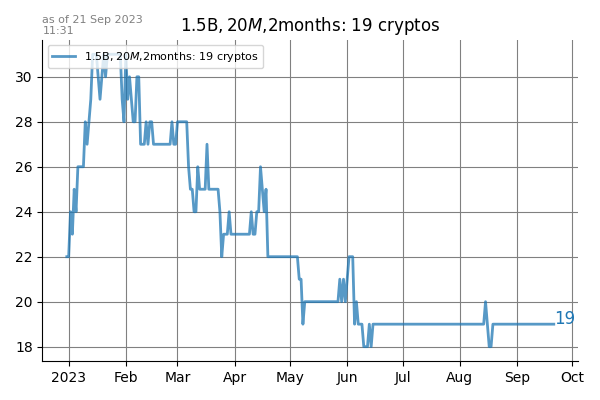 as of 21 Sep 2023
11:31
1.5B, 20M,2months: 19 cryptos
1.5B, 20M,2months: 19 cryptos
30
28
26
24
22
20
18
19
2023 Feb Mar Apr May Jun Jul Aug Sep Oct